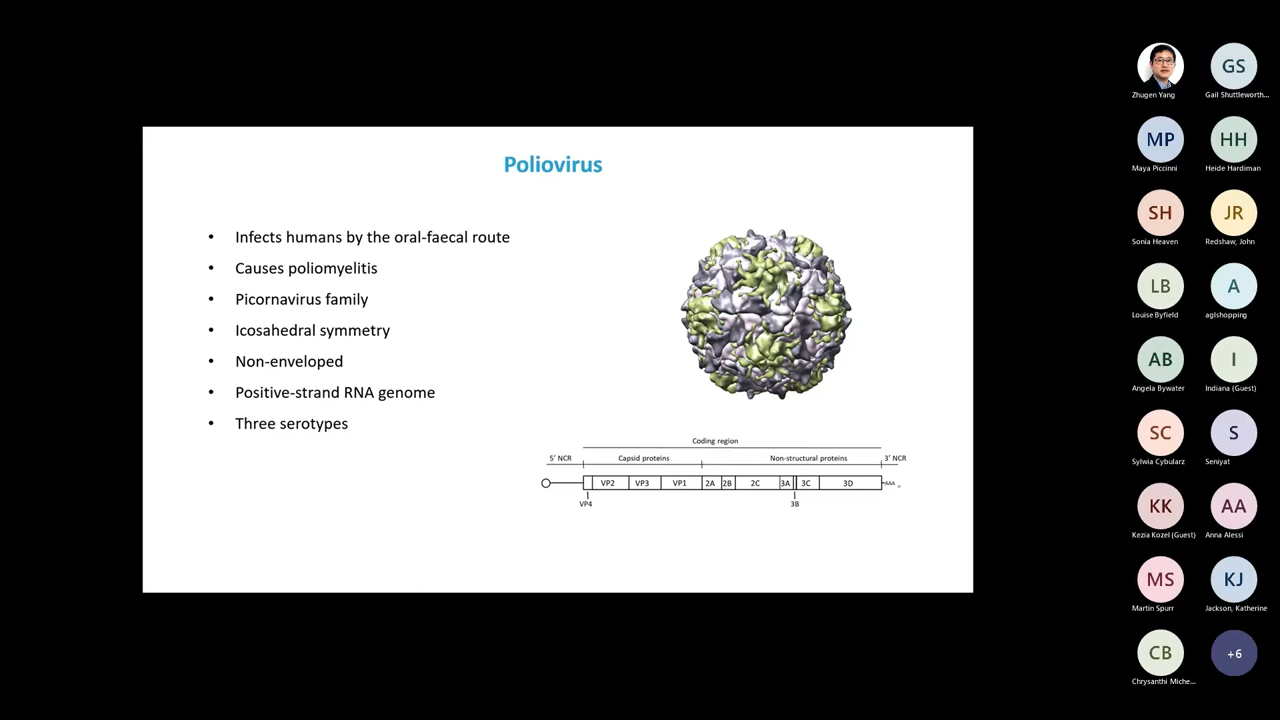 Poliovirus
• Infects humans by the oral-faecal route
• Causes poliomyelitis
• Picornavirus family
• Icosahedral symmetry
• Non-enveloped
• Positive-strand RNA genome
• Three serotypes
Coding region
5' NCR Capsid proteins Non-structural proteins 3' NCR
VP2 VP3 VP1 2A 2B 2C 3A 3C 3D AAA
VP4 3B
GS
Zhugen Yang Gail Shuttleworth...
MP HH
Maya Piccinni Heide Hardiman
SH JR
Sonia Heaven Redshaw, John
LB A
Louise Byfield aglshopping
AB I
Angela Bywater Indiana (Guest)
SC S
Sylwia Cybularz Seniyat
KK AA
Kezia Kozel (Guest) Anna Alessi
MS KJ
Martin Spurr Jackson, Katherine
CB +6
Chrysanthi Miche...